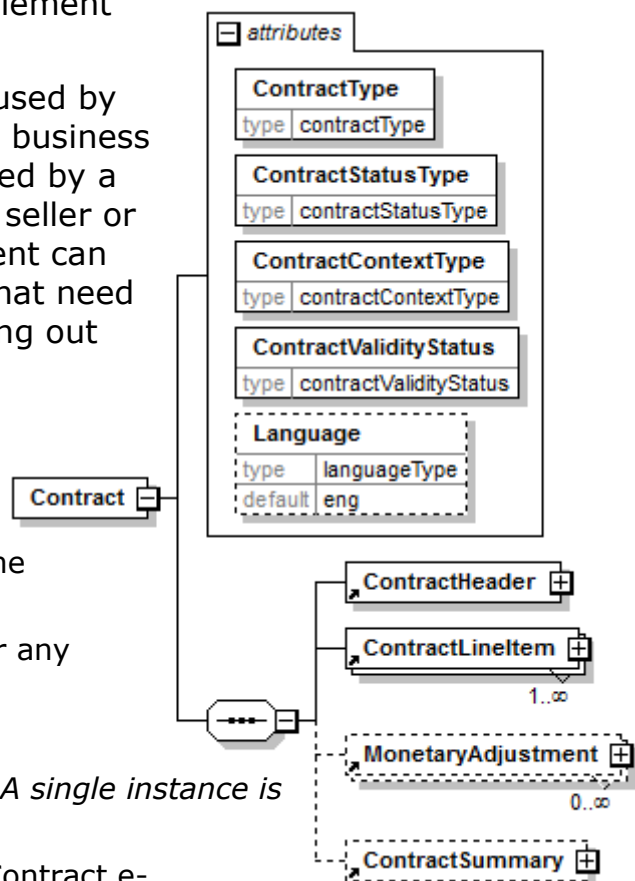 lement
used by
business
ed by a
seller or
ent can
hat need
ng out
ne
r any
A single instance is
Contract e-
attributes
ContractType
type contractType
ContractStatusType
type contractStatusType
ContractContextType
type contractContextType
ContractValidityStatus
type contractValidityStatus
Language
type languageType
default eng
Contract
ContractHeader
ContractLineItem
1..∞
MonetaryAdjustment
0..∞
ContractSummary